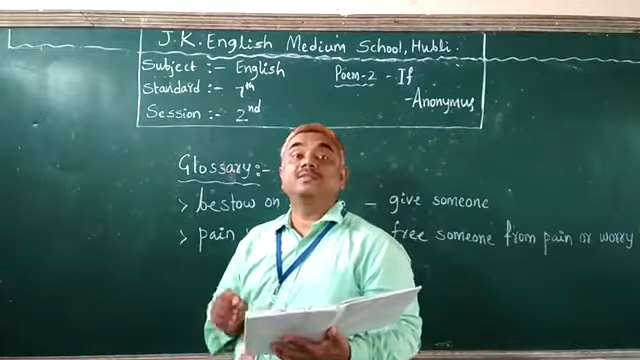 J.K. English Medium School, Hubli.
Subject :- English
Poem-2 - If
Standard :- 7th
-Anonymus
Session :- 2nd
Glossary :-
> bestow on – give someone
> pain free someone from pain or worry